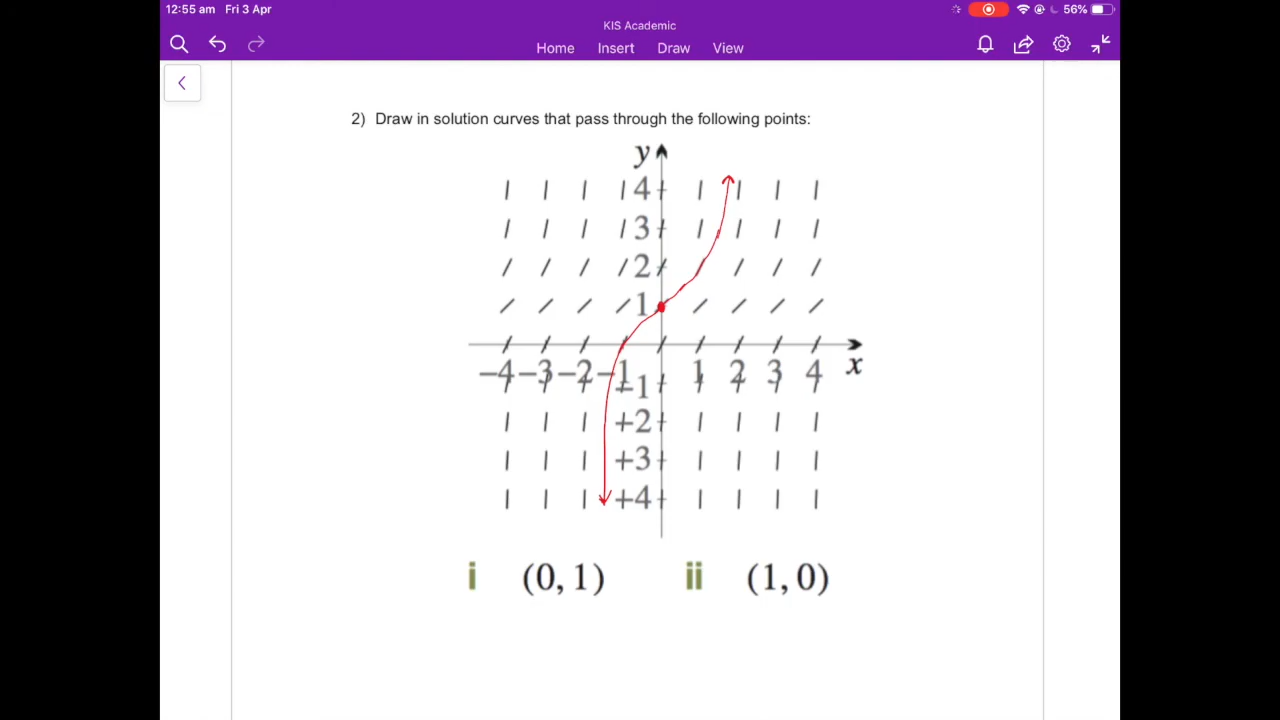 12:55 am Fri 3 Apr
56%
KIS Academic
Home Insert Draw View
2) Draw in solution curves that pass through the following points:
y
4
3
2
1
−4 −3 −2 −1 1 2 3 4 x
−1
+2
+3
+4
i (0, 1) ii (1, 0)